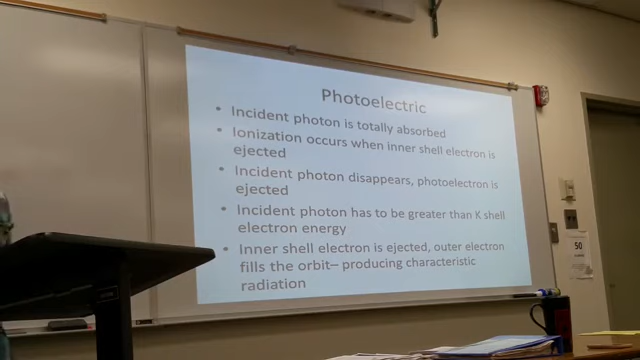 Photoelectric
• Incident photon is totally absorbed
• Ionization occurs when inner shell electron is
ejected
• Incident photon disappears, photoelectron is
ejected
• Incident photon has to be greater than K shell
electron energy
• Inner shell electron is ejected, outer electron
fills the orbit– producing characteristic
radiation
50